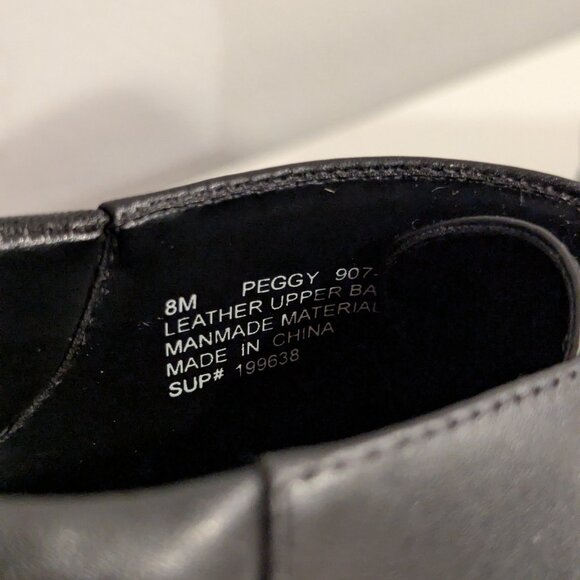 8M PEGGY 907
LEATHER UPPER BA
MANMADE MATERIAL
MADE IN CHINA
SUP# 199638